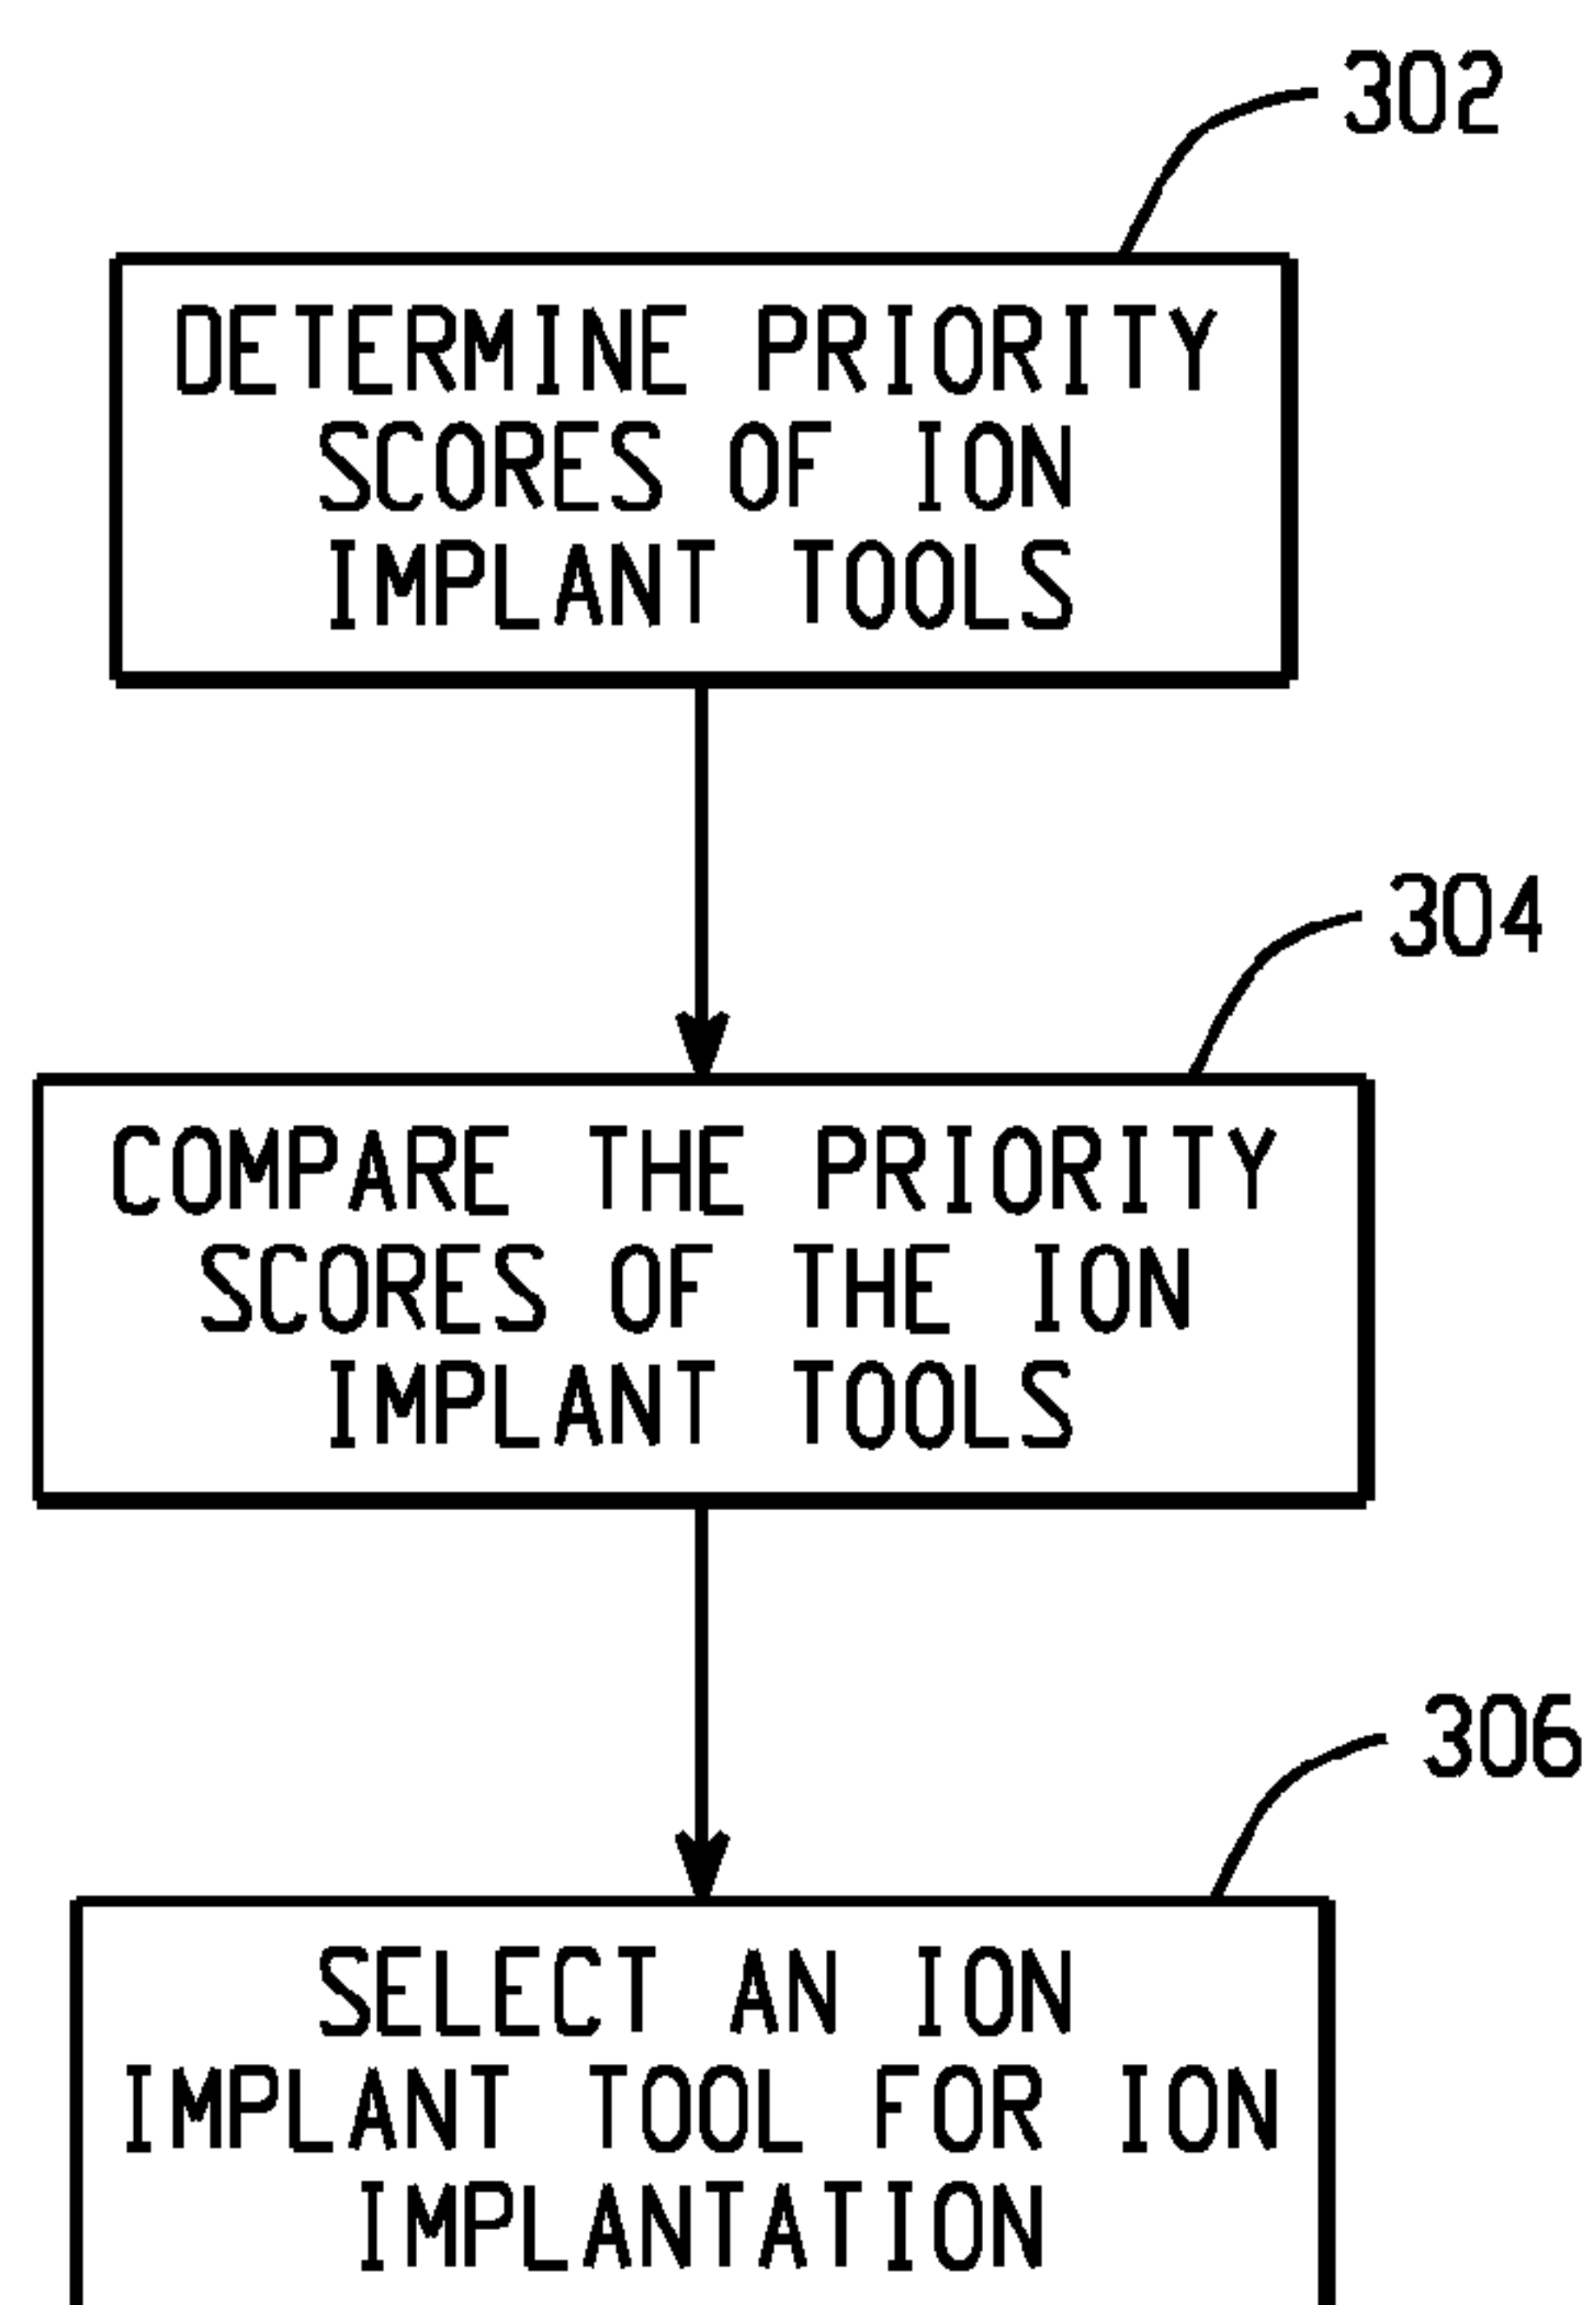 302
DETERMINE PRIORITY
SCORES OF ION
IMPLANT TOOLS
304
COMPARE THE PRIORITY
SCORES OF THE ION
IMPLANT TOOLS
306
SELECT AN ION
IMPLANT TOOL FOR ION
IMPLANTATION